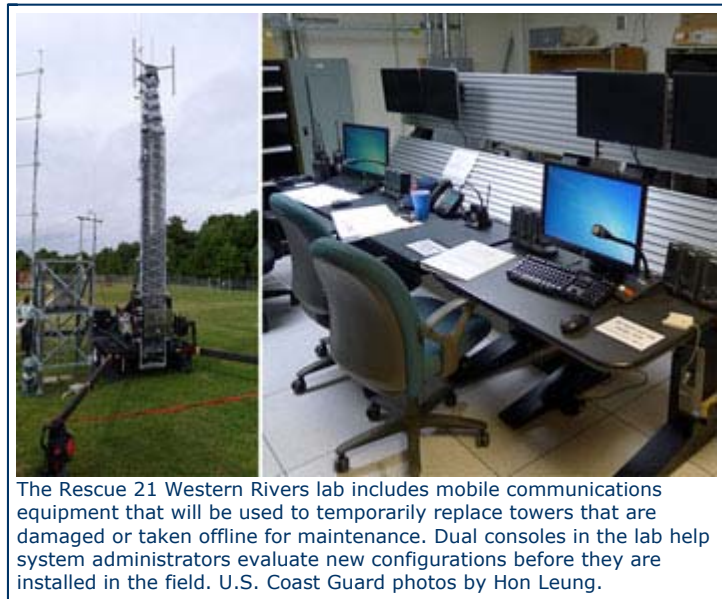 The Rescue 21 Western Rivers lab includes mobile communications
equipment that will be used to temporarily replace towers that are
damaged or taken offline for maintenance. Dual consoles in the lab help
system administrators evaluate new configurations before they are
installed in the field. U.S. Coast Guard photos by Hon Leung.